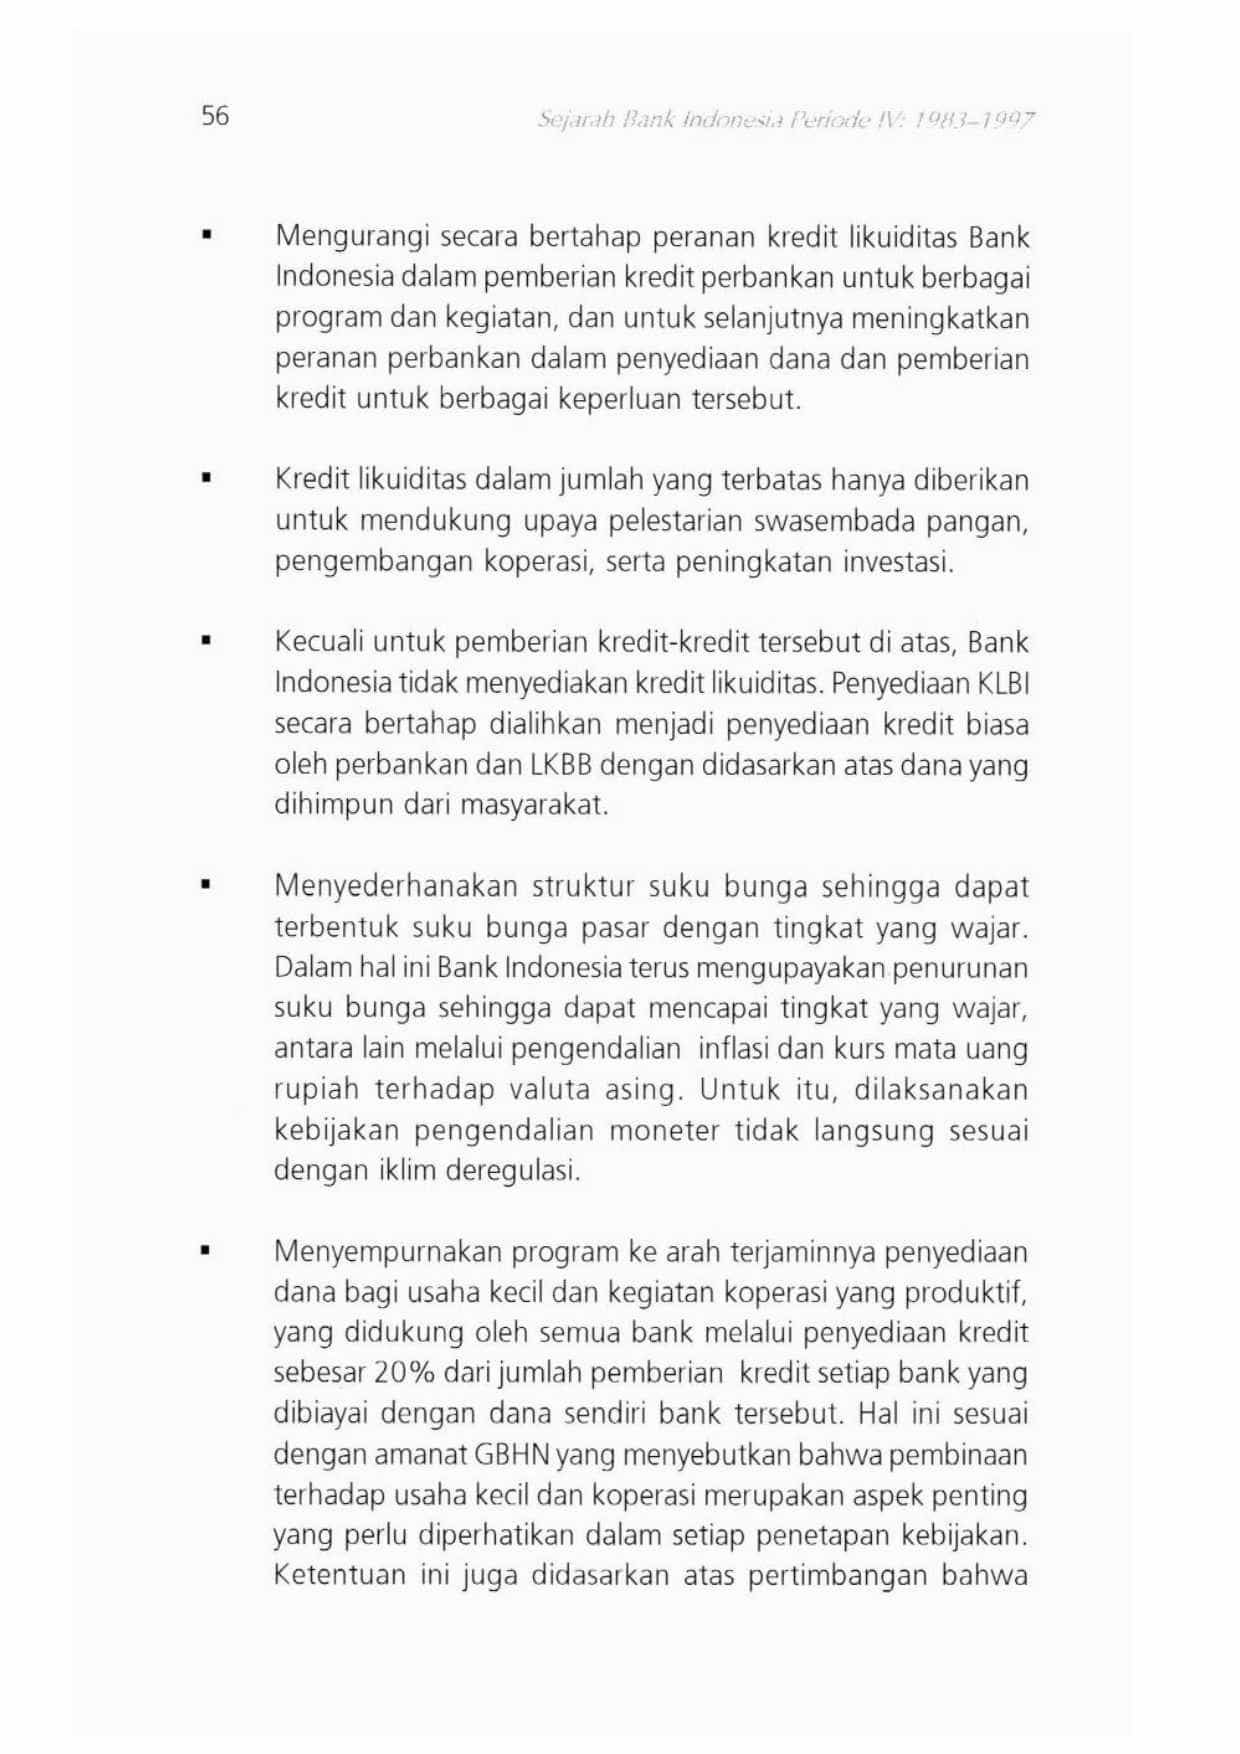 56
Sejarah Bank Indonesia Periode IV: 1983–1997
▪ Mengurangi secara bertahap peranan kredit likuiditas Bank
Indonesia dalam pemberian kredit perbankan untuk berbagai
program dan kegiatan, dan untuk selanjutnya meningkatkan
peranan perbankan dalam penyediaan dana dan pemberian
kredit untuk berbagai keperluan tersebut.
▪ Kredit likuiditas dalam jumlah yang terbatas hanya diberikan
untuk mendukung upaya pelestarian swasembada pangan,
pengembangan koperasi, serta peningkatan investasi.
▪ Kecuali untuk pemberian kredit-kredit tersebut di atas, Bank
Indonesia tidak menyediakan kredit likuiditas. Penyediaan KLBI
secara bertahap dialihkan menjadi penyediaan kredit biasa
oleh perbankan dan LKBB dengan didasarkan atas dana yang
dihimpun dari masyarakat.
▪ Menyederhanakan struktur suku bunga sehingga dapat
terbentuk suku bunga pasar dengan tingkat yang wajar.
Dalam hal ini Bank Indonesia terus mengupayakan penurunan
suku bunga sehingga dapat mencapai tingkat yang wajar,
antara lain melalui pengendalian inflasi dan kurs mata uang
rupiah terhadap valuta asing. Untuk itu, dilaksanakan
kebijakan pengendalian moneter tidak langsung sesuai
dengan iklim deregulasi.
▪ Menyempurnakan program ke arah terjaminnya penyediaan
dana bagi usaha kecil dan kegiatan koperasi yang produktif,
yang didukung oleh semua bank melalui penyediaan kredit
sebesar 20% dari jumlah pemberian kredit setiap bank yang
dibiayai dengan dana sendiri bank tersebut. Hal ini sesuai
dengan amanat GBHN yang menyebutkan bahwa pembinaan
terhadap usaha kecil dan koperasi merupakan aspek penting
yang perlu diperhatikan dalam setiap penetapan kebijakan.
Ketentuan ini juga didasarkan atas pertimbangan bahwa